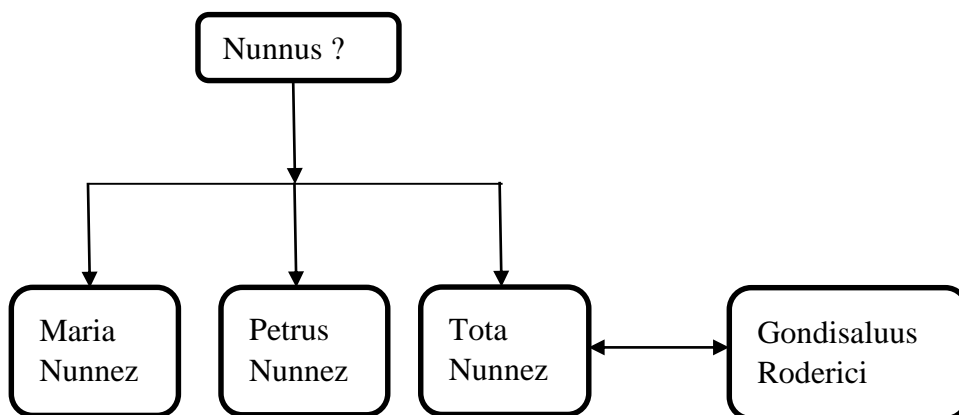 Nunnus ?
Maria
Nunnez
Petrus
Nunnez
Tota
Nunnez
Gondisaluus
Roderici